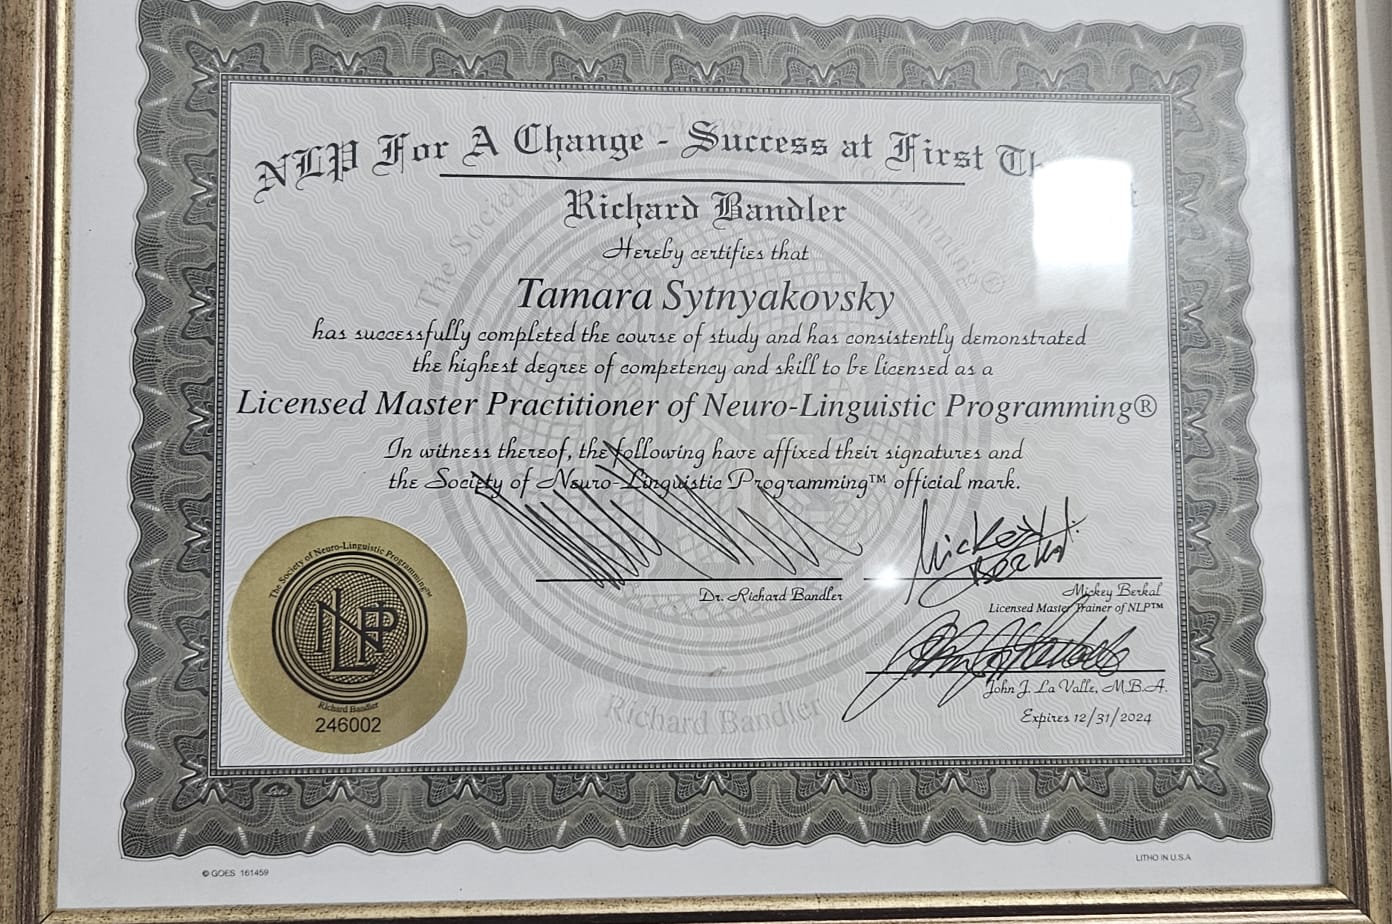 NLP For A Change - Success at First
Richard Bandler
Hereby certifies that
Tamara Sytnyakovsky
has successfully completed the course of study and has consistently demonstrated
the highest degree of competency and skill to be licensed as a
Licensed Master Practitioner of Neuro-Linguistic Programming®
In witness thereof, the following have affixed their signatures and
the Society of Neuro-Linguistic Programming™ official mark.
Dr. Richard Bandler
Mickey Berkal
Mickey Berkal
Licensed Master Trainer of NLP™
John J. La Valle, M.B.A.
Expires 12/31/2024
The Society of Neuro-Linguistic Programming™
NLP
Richard Bandler
246002
Richard Bandler
© GOES 161459
LITHO IN U.S.A.